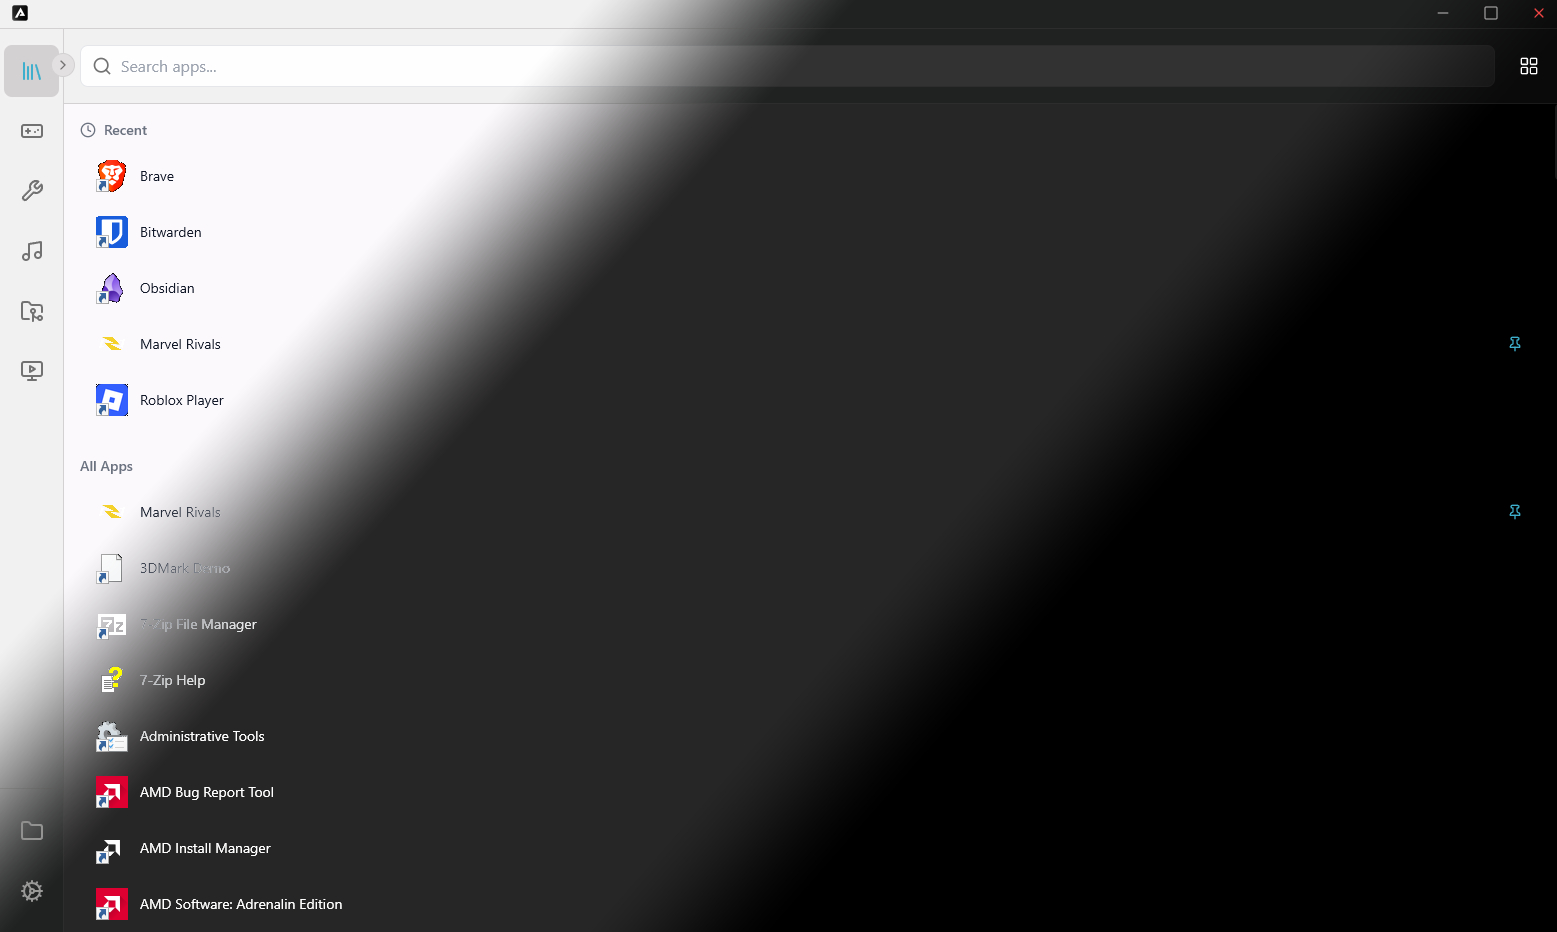 Search apps...
Recent
Brave
Bitwarden
Obsidian
Marvel Rivals
Roblox Player
All Apps
Marvel Rivals
3DMark Demo
7-Zip File Manager
7-Zip Help
Administrative Tools
AMD Bug Report Tool
AMD Install Manager
AMD Software: Adrenalin Edition